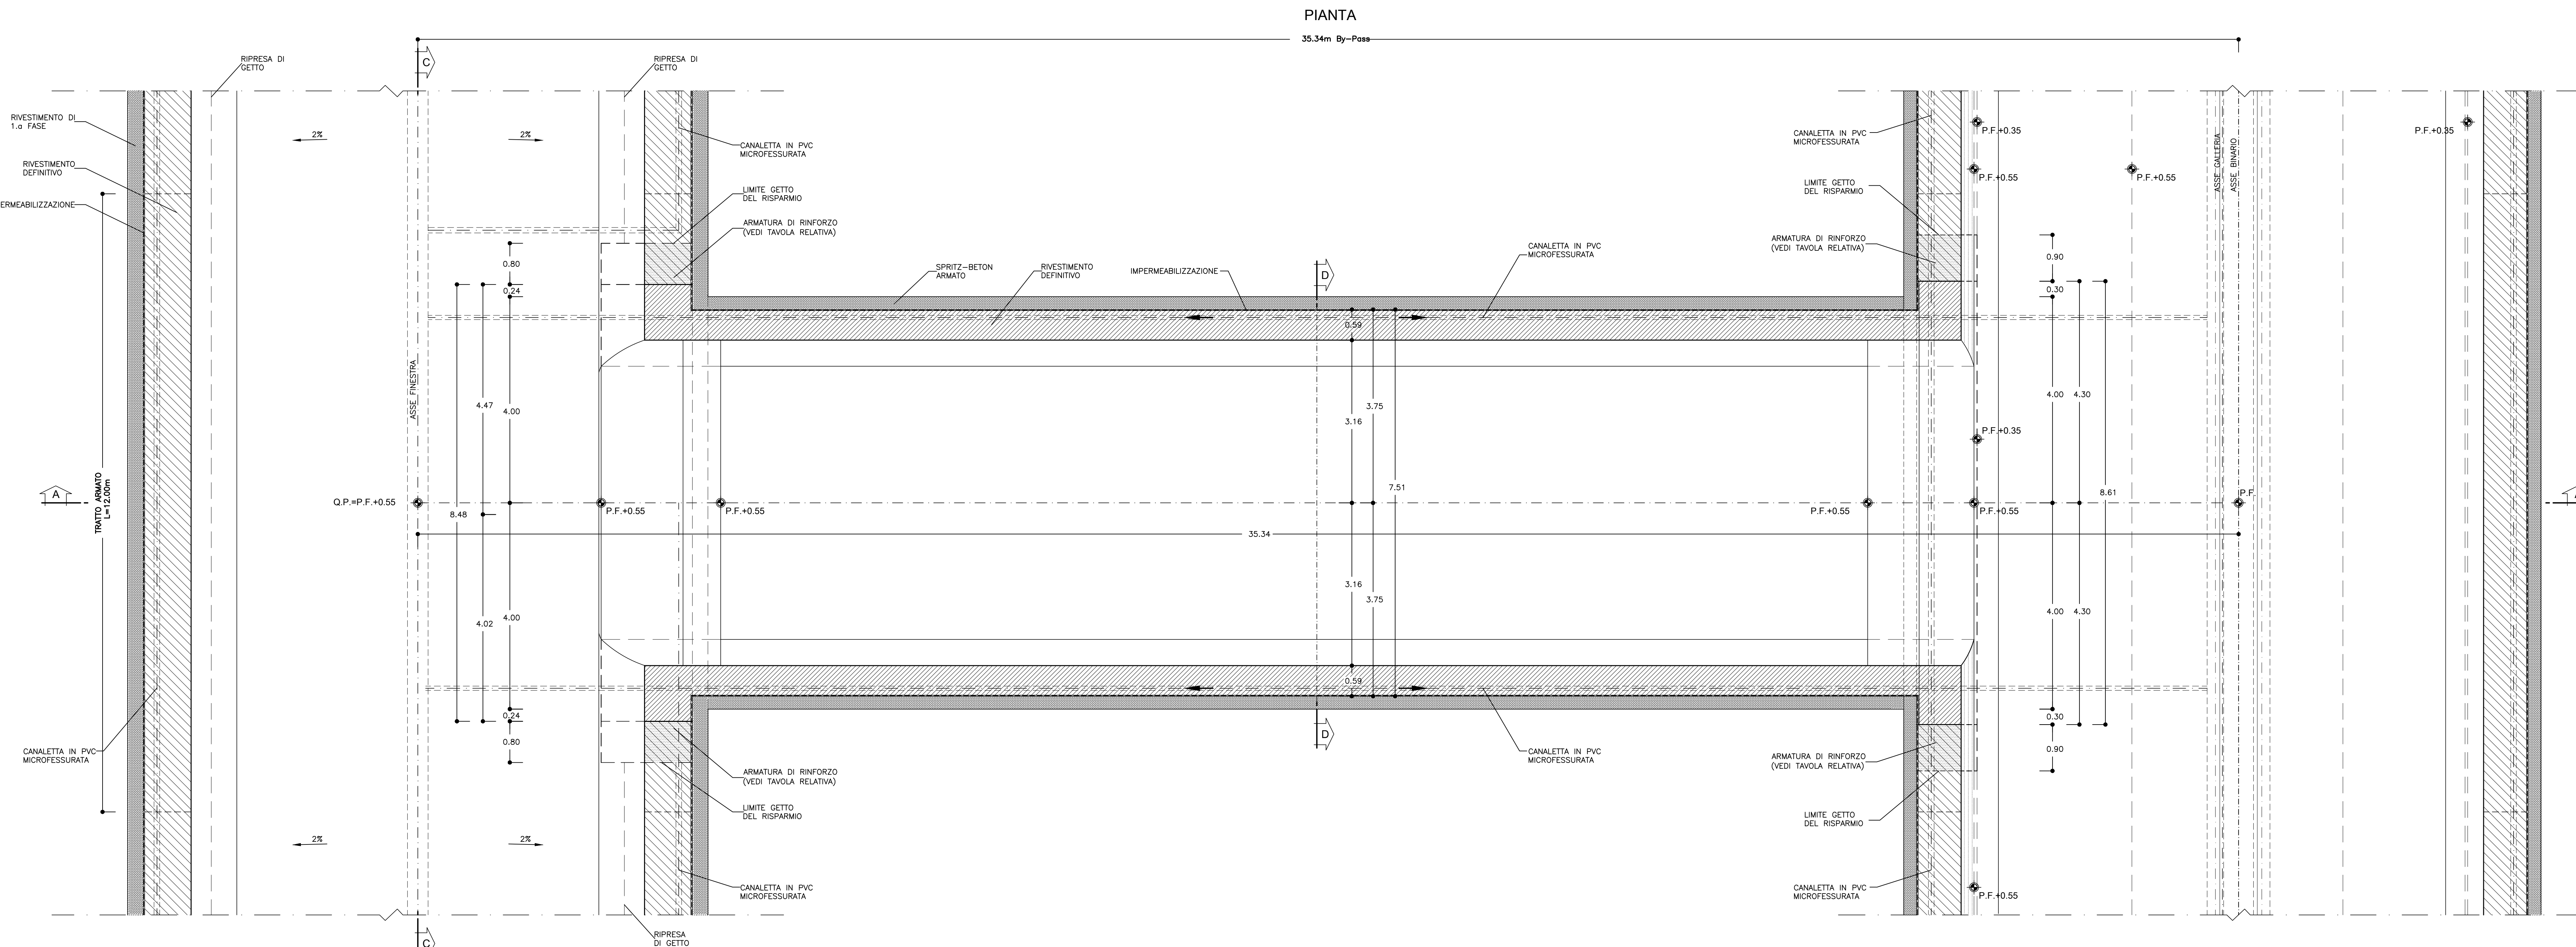 PIANTA
35.34m By-Pass
C
RIPRESA DI
GETTO
RIPRESA DI
GETTO
RIVESTIMENTO DI
1.a FASE
2%
2%
CANALETTA IN PVC
MICROFESSURATA
CANALETTA IN PVC
MICROFESSURATA
P.F.+0.35
P.F.+0.35
ASSE GALLERIA
ASSE BINARIO
RIVESTIMENTO
DEFINITIVO
P.F.+0.55
P.F.+0.55
LIMITE GETTO
DEL RISPARMIO
LIMITE GETTO
DEL RISPARMIO
ERMEABILIZZAZIONE
ARMATURA DI RINFORZO
(VEDI TAVOLA RELATIVA)
ARMATURA DI RINFORZO
(VEDI TAVOLA RELATIVA)
CANALETTA IN PVC
MICROFESSURATA
0.80
0.90
SPRITZ-BETON
ARMATO
RIVESTIMENTO
DEFINITIVO
IMPERMEABILIZZAZIONE
D
0.24
0.30
0.59
ASSE FINESTRA
4.47
4.00
3.75
3.16
4.00
4.30
P.F.+0.35
TRATTO ARMATO
L=12.00m
A
Q.P.=P.F.+0.55
8.48
P.F.+0.55
P.F.+0.55
7.51
P.F.+0.55
P.F.+0.55
8.61
P.F.
35.34
4.02
4.00
3.16
3.75
4.00
4.30
0.59
0.24
0.30
0.80
0.90
D
CANALETTA IN PVC
MICROFESSURATA
CANALETTA IN PVC
MICROFESSURATA
ARMATURA DI RINFORZO
(VEDI TAVOLA RELATIVA)
ARMATURA DI RINFORZO
(VEDI TAVOLA RELATIVA)
LIMITE GETTO
DEL RISPARMIO
LIMITE GETTO
DEL RISPARMIO
2%
2%
CANALETTA IN PVC
MICROFESSURATA
CANALETTA IN PVC
MICROFESSURATA
P.F.+0.55
RIPRESA
DI GETTO
C